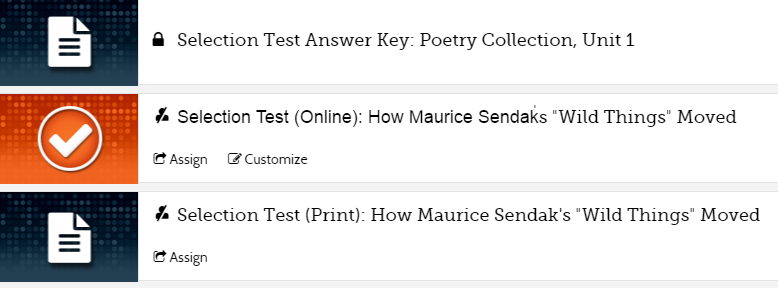 Selection Test Answer Key: Poetry Collection, Unit 1
Selection Test (Online): How Maurice Sendak's "Wild Things" Moved
Assign Customize
Selection Test (Print): How Maurice Sendak's "Wild Things" Moved
Assign